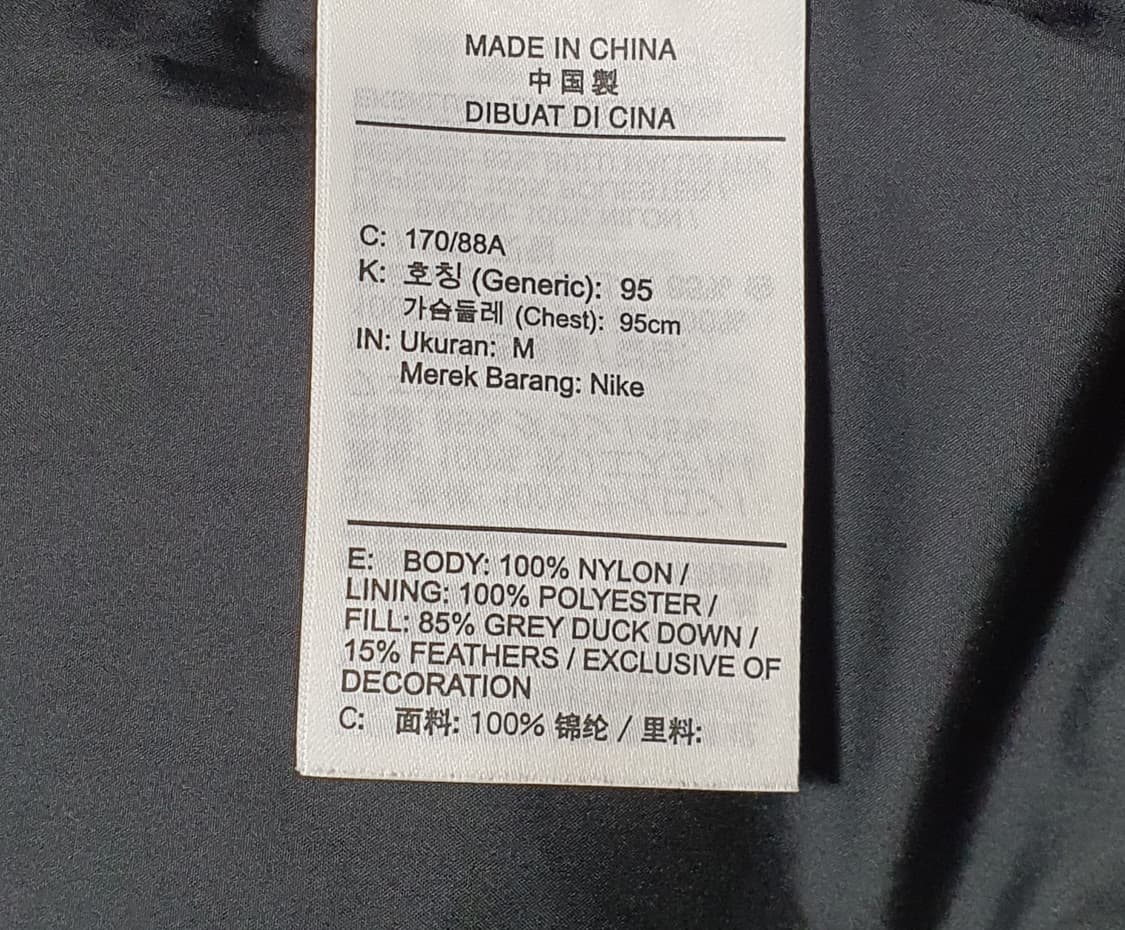 MADE IN CHINA
中国製
DIBUAT DI CINA
C: 170/88A
K: 호칭 (Generic): 95
가슴둘레 (Chest): 95cm
IN: Ukuran: M
Merek Barang: Nike
E: BODY: 100% NYLON /
LINING: 100% POLYESTER /
FILL: 85% GREY DUCK DOWN /
15% FEATHERS / EXCLUSIVE OF
DECORATION
C: 面料: 100% 锦纶 / 里料: